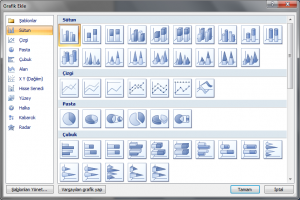 Grafik Ekle
Şablonlar
Sütun
Çizgi
Pasta
Çubuk
Alan
X Y (Dağılım)
Hisse Senedi
Yüzey
Halka
Kabarcık
Radar
Sütun
Çizgi
Pasta
Çubuk
Şablonları Yönet...
Varsayılan grafik yap
Tamam
İptal